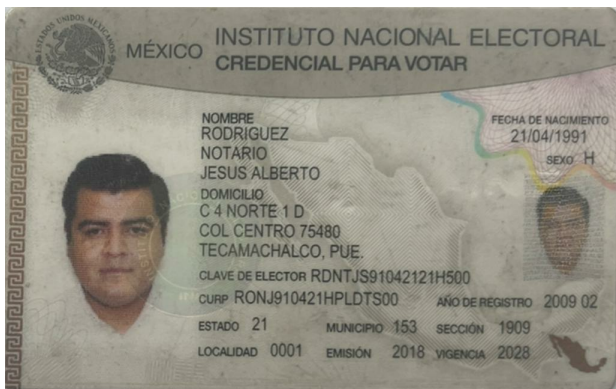 ESTADOS UNIDOS MEXICANOS
MÉXICO INSTITUTO NACIONAL ELECTORAL
CREDENCIAL PARA VOTAR
NOMBRE
RODRIGUEZ
NOTARIO
JESUS ALBERTO
FECHA DE NACIMIENTO
21/04/1991
SEXO H
DOMICILIO
C 4 NORTE 1 D
COL CENTRO 75480
TECAMACHALCO, PUE.
CLAVE DE ELECTOR RDNTJS91042121H500
CURP RONJ910421HPLDTS00 AÑO DE REGISTRO 2009 02
ESTADO 21 MUNICIPIO 153 SECCIÓN 1909
LOCALIDAD 0001 EMISIÓN 2018 VIGENCIA 2028